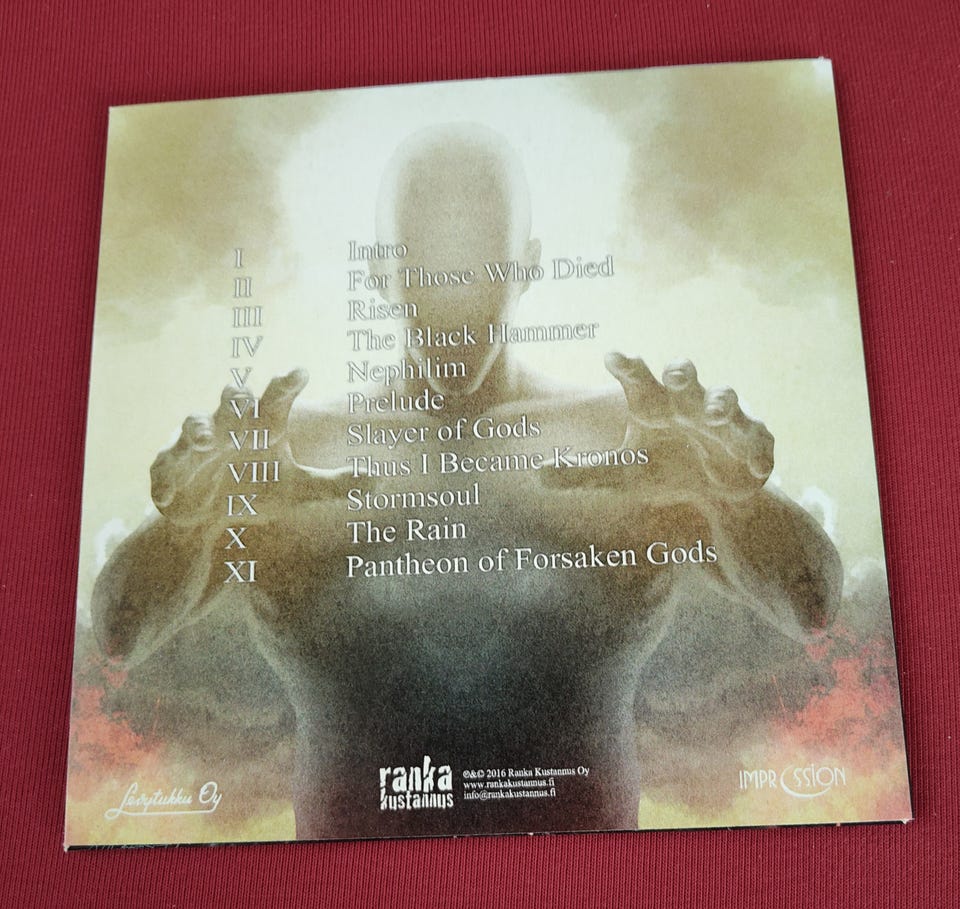 I Intro
II For Those Who Died
III Risen
IV The Black Hammer
V Nephilim
VI Prelude
VII Slayer of Gods
VIII Thus I Became Kronos
IX Stormsoul
X The Rain
XI Pantheon of Forsaken Gods
Levytukku Oy
ranka
kustannus
℗&© 2016 Ranka Kustannus Oy
www.rankakustannus.fi
info@rankakustannus.fi
IMPRESSION